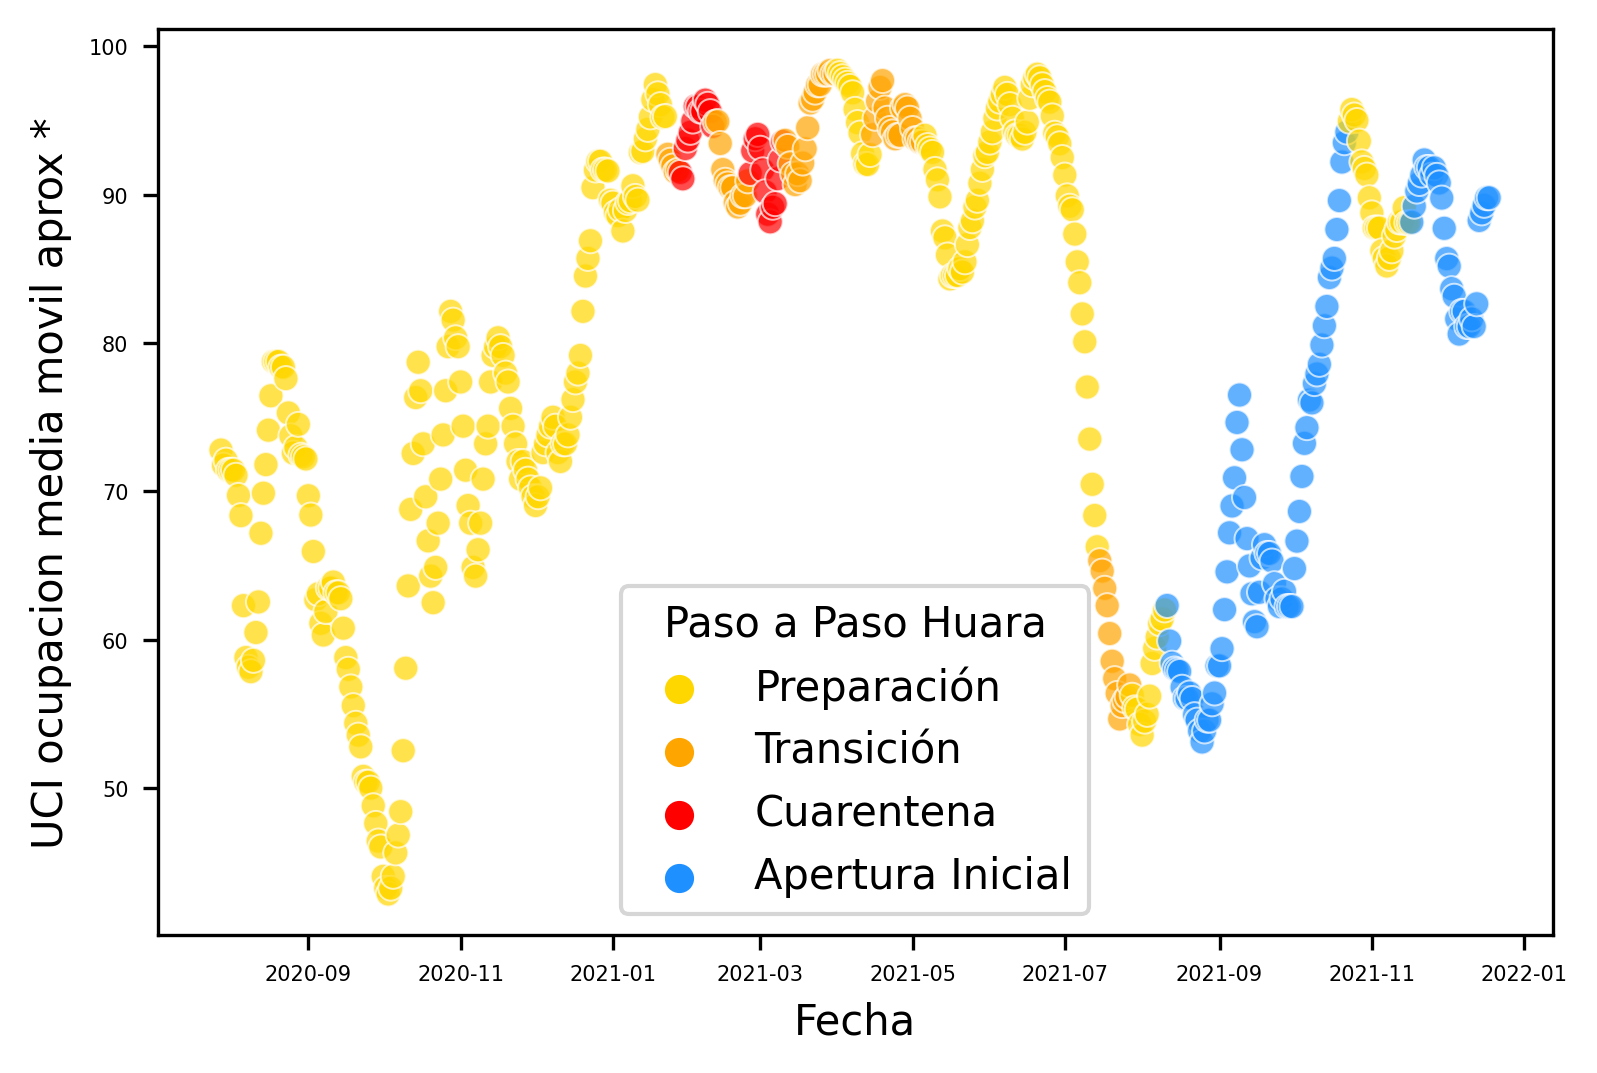 UCI ocupacion media movil aprox *
100
90
80
70
60
50
Paso a Paso Huara
Preparación
Transición
Cuarentena
Apertura Inicial
2020-09 2020-11 2021-01 2021-03 2021-05 2021-07 2021-09 2021-11 2022-01
Fecha